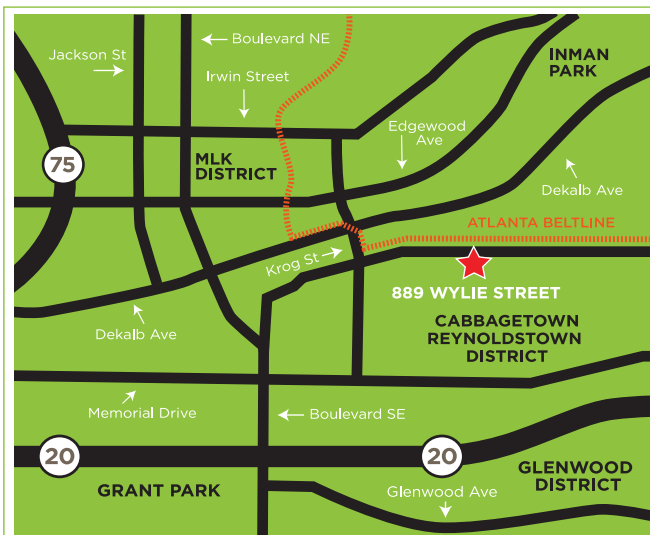 Boulevard NE
Jackson St
INMAN
PARK
Irwin Street
Edgewood
Ave
75
MLK
DISTRICT
Dekalb Ave
ATLANTA BELTLINE
Krog St
889 WYLIE STREET
CABBAGETOWN
REYNOLDSTOWN
DISTRICT
Dekalb Ave
Memorial Drive
Boulevard SE
20
20
GLENWOOD
DISTRICT
GRANT PARK
Glenwood Ave